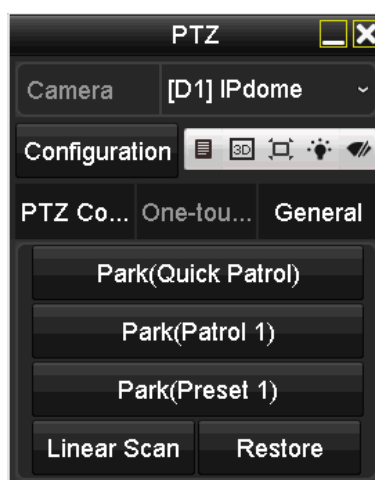 PTZ
Camera [D1] IPdome
Configuration 3D
PTZ Co... One-tou... General
Park(Quick Patrol)
Park(Patrol 1)
Park(Preset 1)
Linear Scan Restore